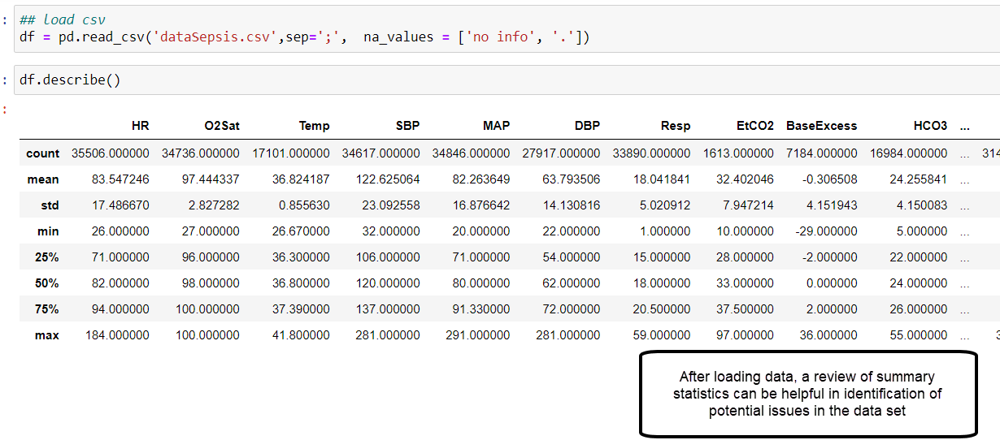 : ## load csv
df = pd.read_csv('dataSepsis.csv',sep=';', na_values = ['no info', '.'])
: df.describe()
:
HR O2Sat Temp SBP MAP DBP Resp EtCO2 BaseExcess HCO3 ...
count 35506.000000 34736.000000 17101.000000 34617.000000 34846.000000 27917.000000 33890.000000 1613.000000 7184.000000 16984.000000 ... 314
mean 83.547246 97.444337 36.824187 122.625064 82.263649 63.793506 18.041841 32.402046 -0.306508 24.255841 ...
std 17.486670 2.827282 0.855630 23.092558 16.876642 14.130816 5.020912 7.947214 4.151943 4.150083 ...
min 26.000000 27.000000 26.670000 32.000000 20.000000 22.000000 1.000000 10.000000 -29.000000 5.000000 ...
25% 71.000000 96.000000 36.300000 106.000000 71.000000 54.000000 15.000000 28.000000 -2.000000 22.000000 ...
50% 82.000000 98.000000 36.800000 120.000000 80.000000 62.000000 18.000000 33.000000 0.000000 24.000000 ...
75% 94.000000 100.000000 37.390000 137.000000 91.330000 72.000000 20.500000 37.500000 2.000000 26.000000 ...
max 184.000000 100.000000 41.800000 281.000000 291.000000 281.000000 59.000000 97.000000 36.000000 55.000000 ...
After loading data, a review of summary
statistics can be helpful in identification of
potential issues in the data set